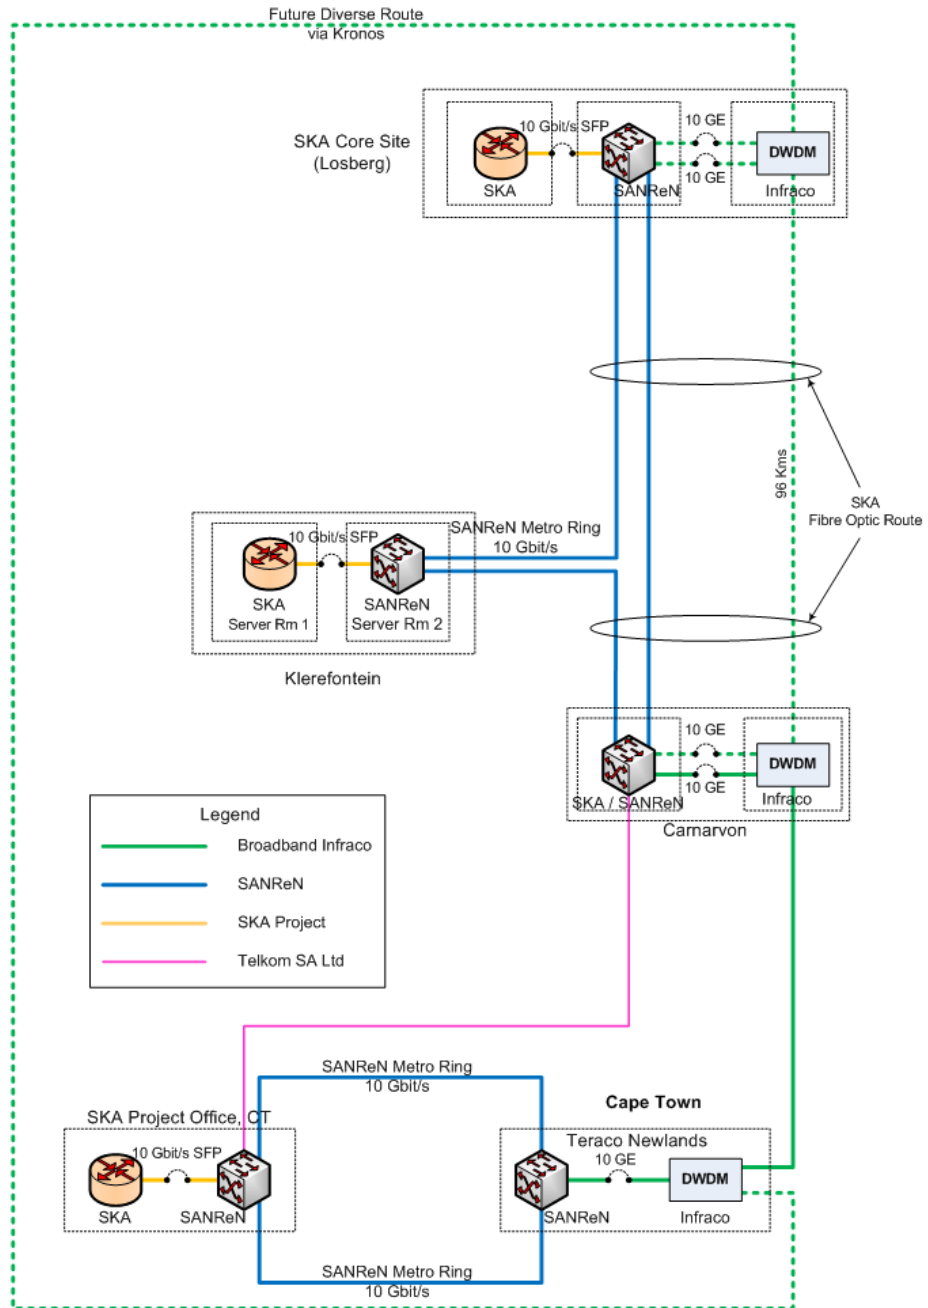 Future Diverse Route
via Kronos
SKA Core Site
(Losberg)
10 Gbit/s SFP
10 GE
10 GE
DWDM
SKA
SANReN
Infraco
96 Kms
SKA
Fibre Optic Route
SANReN Metro Ring
10 Gbit/s
10 Gbit/s SFP
SKA
Server Rm 1
SANReN
Server Rm 2
Klerefontein
10 GE
10 GE
DWDM
SKA / SANReN
Infraco
Carnarvon
Legend
Broadband Infraco
SANReN
SKA Project
Telkom SA Ltd
SANReN Metro Ring
10 Gbit/s
Cape Town
SKA Project Office, CT
10 Gbit/s SFP
SKA
SANReN
Teraco Newlands
10 GE
DWDM
SANReN
Infraco
SANReN Metro Ring
10 Gbit/s